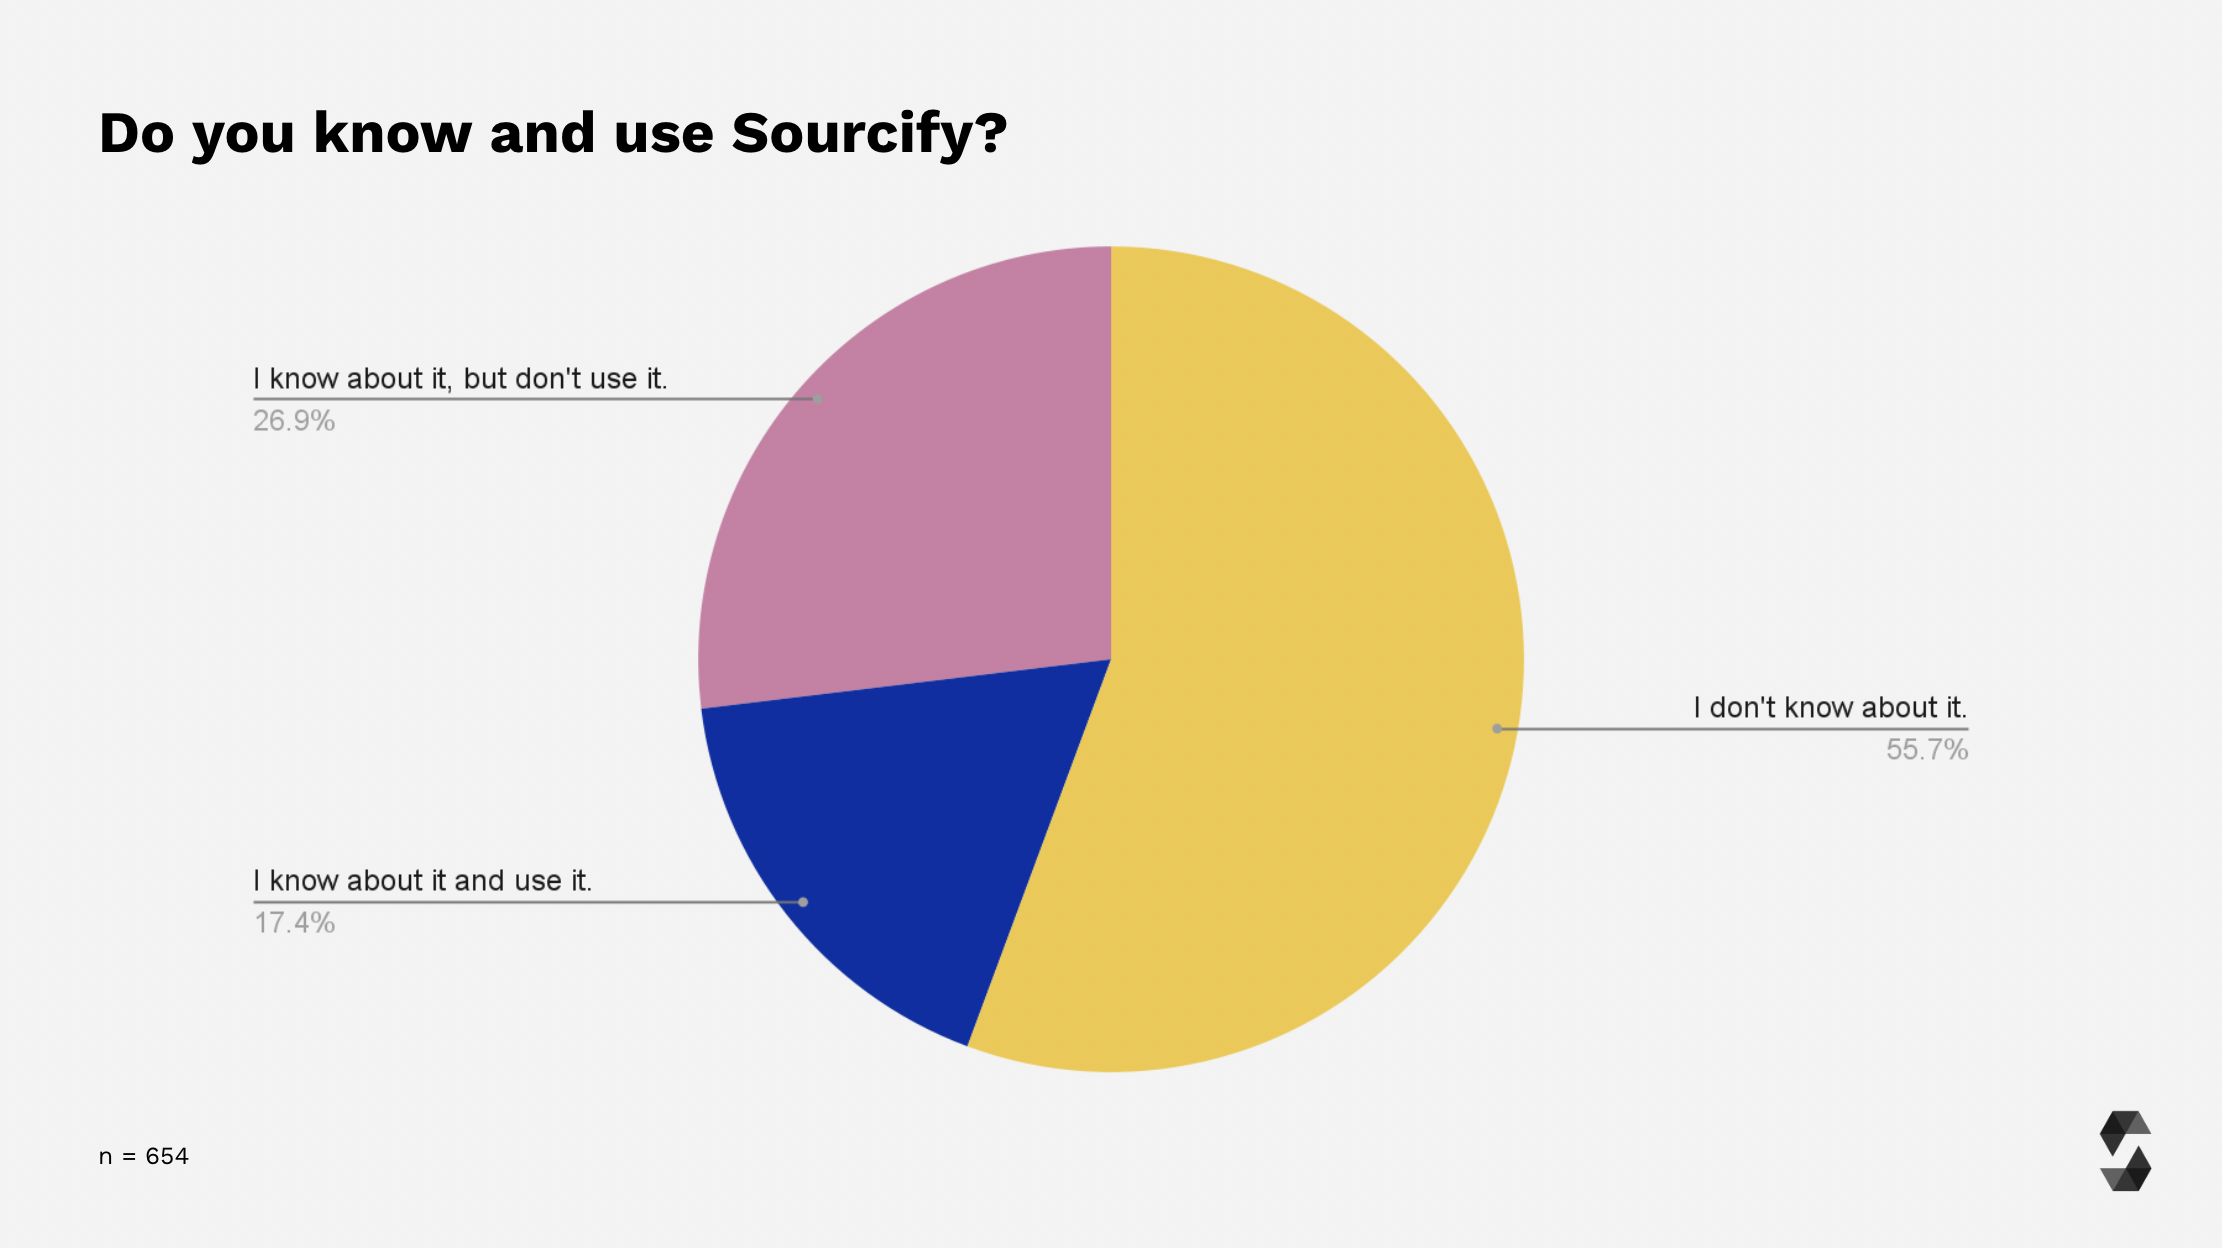 Do you know and use Sourcify?
I know about it, but don't use it.
26.9%
I don't know about it.
55.7%
I know about it and use it.
17.4%
n = 654